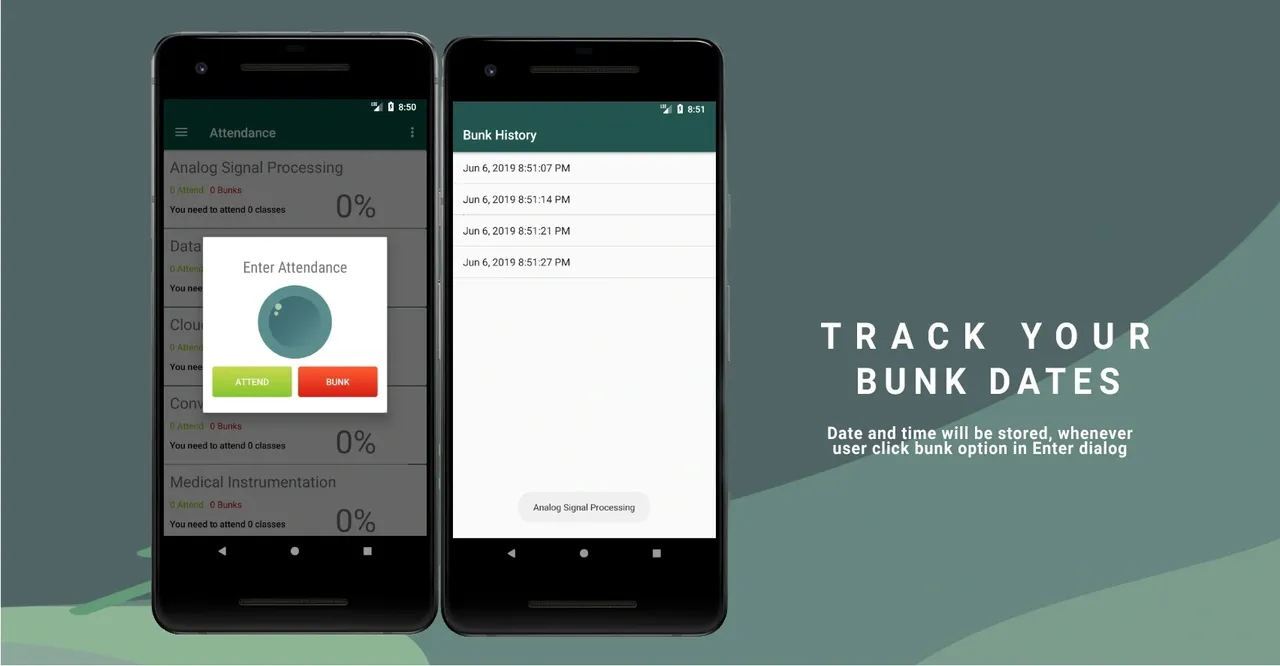 8:50
Attendance
Analog Signal Processing
0 Attend 0 Bunks
You need to attend 0 classes
0%
Data
0 Attend
You nee
Enter Attendance
Clou
0 Attend
You nee
ATTEND
BUNK
Conv
0 Attend 0 Bunks
You need to attend 0 classes
0%
Medical Instrumentation
0 Attend 0 Bunks
You need to attend 0 classes
0%
8:51
Bunk History
Jun 6, 2019 8:51:07 PM
Jun 6, 2019 8:51:14 PM
Jun 6, 2019 8:51:21 PM
Jun 6, 2019 8:51:27 PM
Analog Signal Processing
TRACK YOUR
BUNK DATES
Date and time will be stored, whenever
user click bunk option in Enter dialog